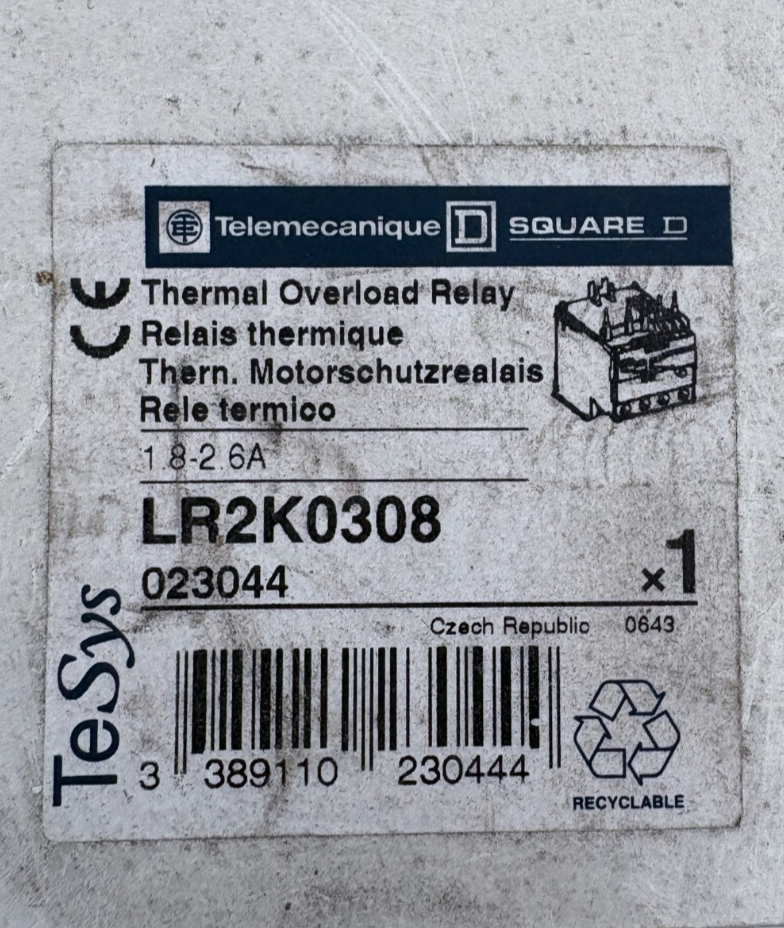 Telemecanique D SQUARE D
CE Thermal Overload Relay
Relais thermique
Thern. Motorschutzrealais
Rele termico
1.8-2.6A
LR2K0308
023044 x1
Czech Republic 0643
TeSys
3 389110 230444
RECYCLABLE